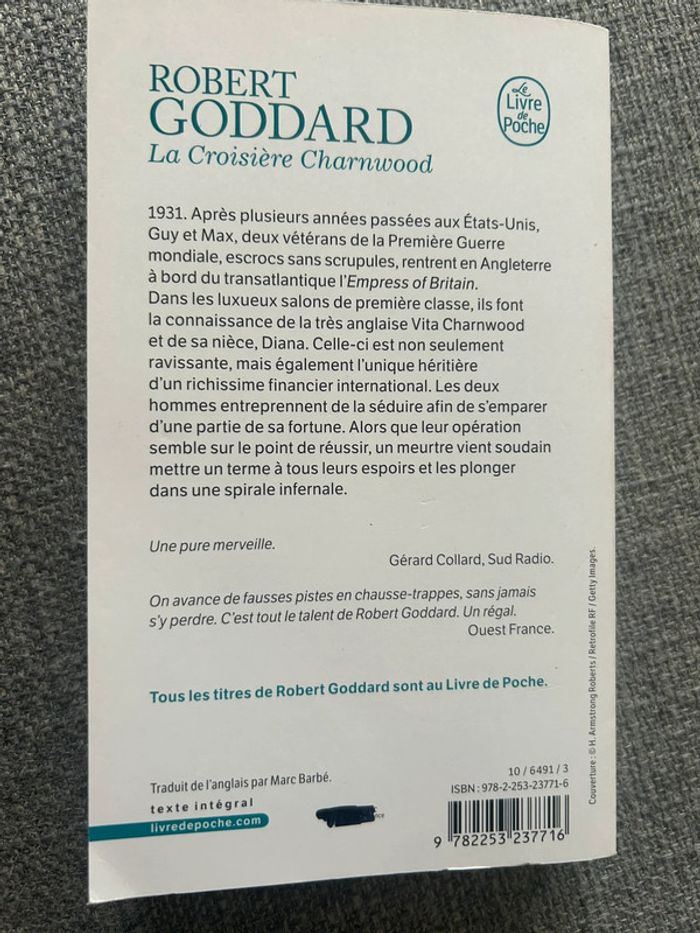 ROBERT
GODDARD
La Croisière Charnwood
Le
Livre
de
Poche
1931. Après plusieurs années passées aux États-Unis,
Guy et Max, deux vétérans de la Première Guerre
mondiale, escrocs sans scrupules, rentrent en Angleterre
à bord du transatlantique l'Empress of Britain.
Dans les luxueux salons de première classe, ils font
la connaissance de la très anglaise Vita Charnwood
et de sa nièce, Diana. Celle-ci est non seulement
ravissante, mais également l'unique héritière
d'un richissime financier international. Les deux
hommes entreprennent de la séduire afin de s'emparer
d'une partie de sa fortune. Alors que leur opération
semble sur le point de réussir, un meurtre vient soudain
mettre un terme à tous leurs espoirs et les plonger
dans une spirale infernale.
Une pure merveille.
Gérard Collard, Sud Radio.
On avance de fausses pistes en chausse-trappes, sans jamais
s'y perdre. C'est tout le talent de Robert Goddard. Un régal.
Ouest France.
Tous les titres de Robert Goddard sont au Livre de Poche.
Couverture : © H. Armstrong Roberts / Retrofile RF / Getty Images.
Traduit de l'anglais par Marc Barbé.
texte intégral
livredepoche.com
10 / 6491 / 3
ISBN : 978-2-253-23771-6
9 782253 237716